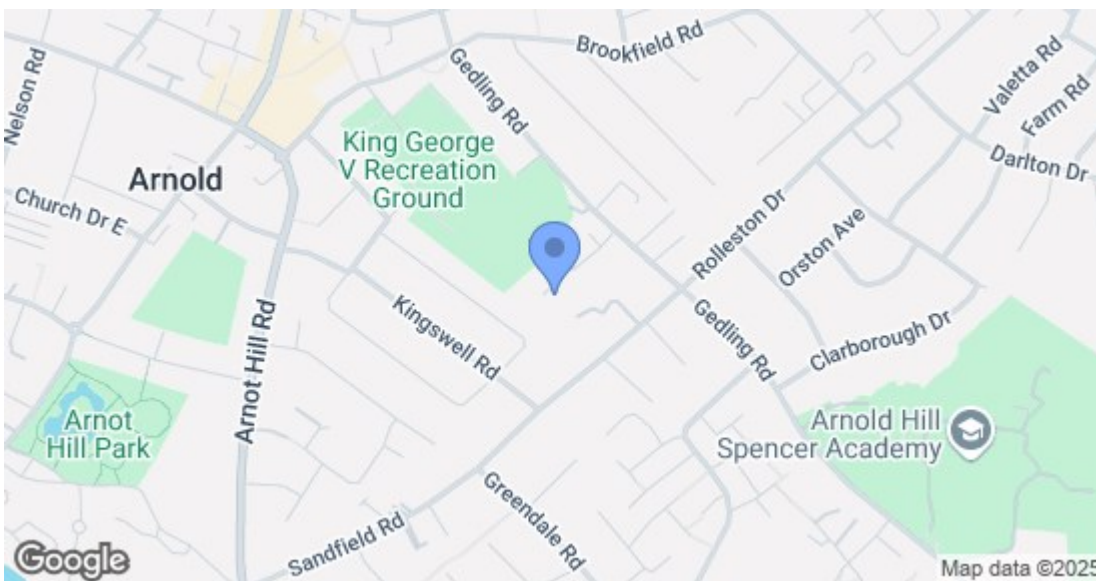 Nelson Rd
Brookfield Rd
Gedling Rd
Valetta Rd
Farm Rd
King George
V Recreation
Ground
Arnold
Darlton Dr
Church Dr E
Rolleston Dr
Orston Ave
Arnot Hill Rd
Kingswell Rd
Gedling Rd
Clarborough Dr
Arnot
Hill Park
Arnold Hill
Spencer Academy
Greendale Rd
Sandfield Rd
Google
Map data ©2025